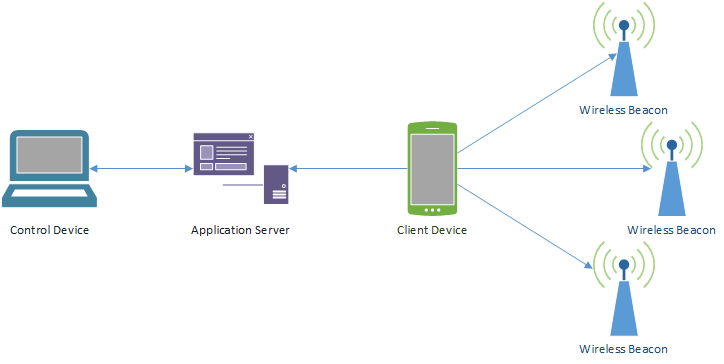 Wireless Beacon
Control Device
Application Server
Client Device
Wireless Beacon
Wireless Beacon